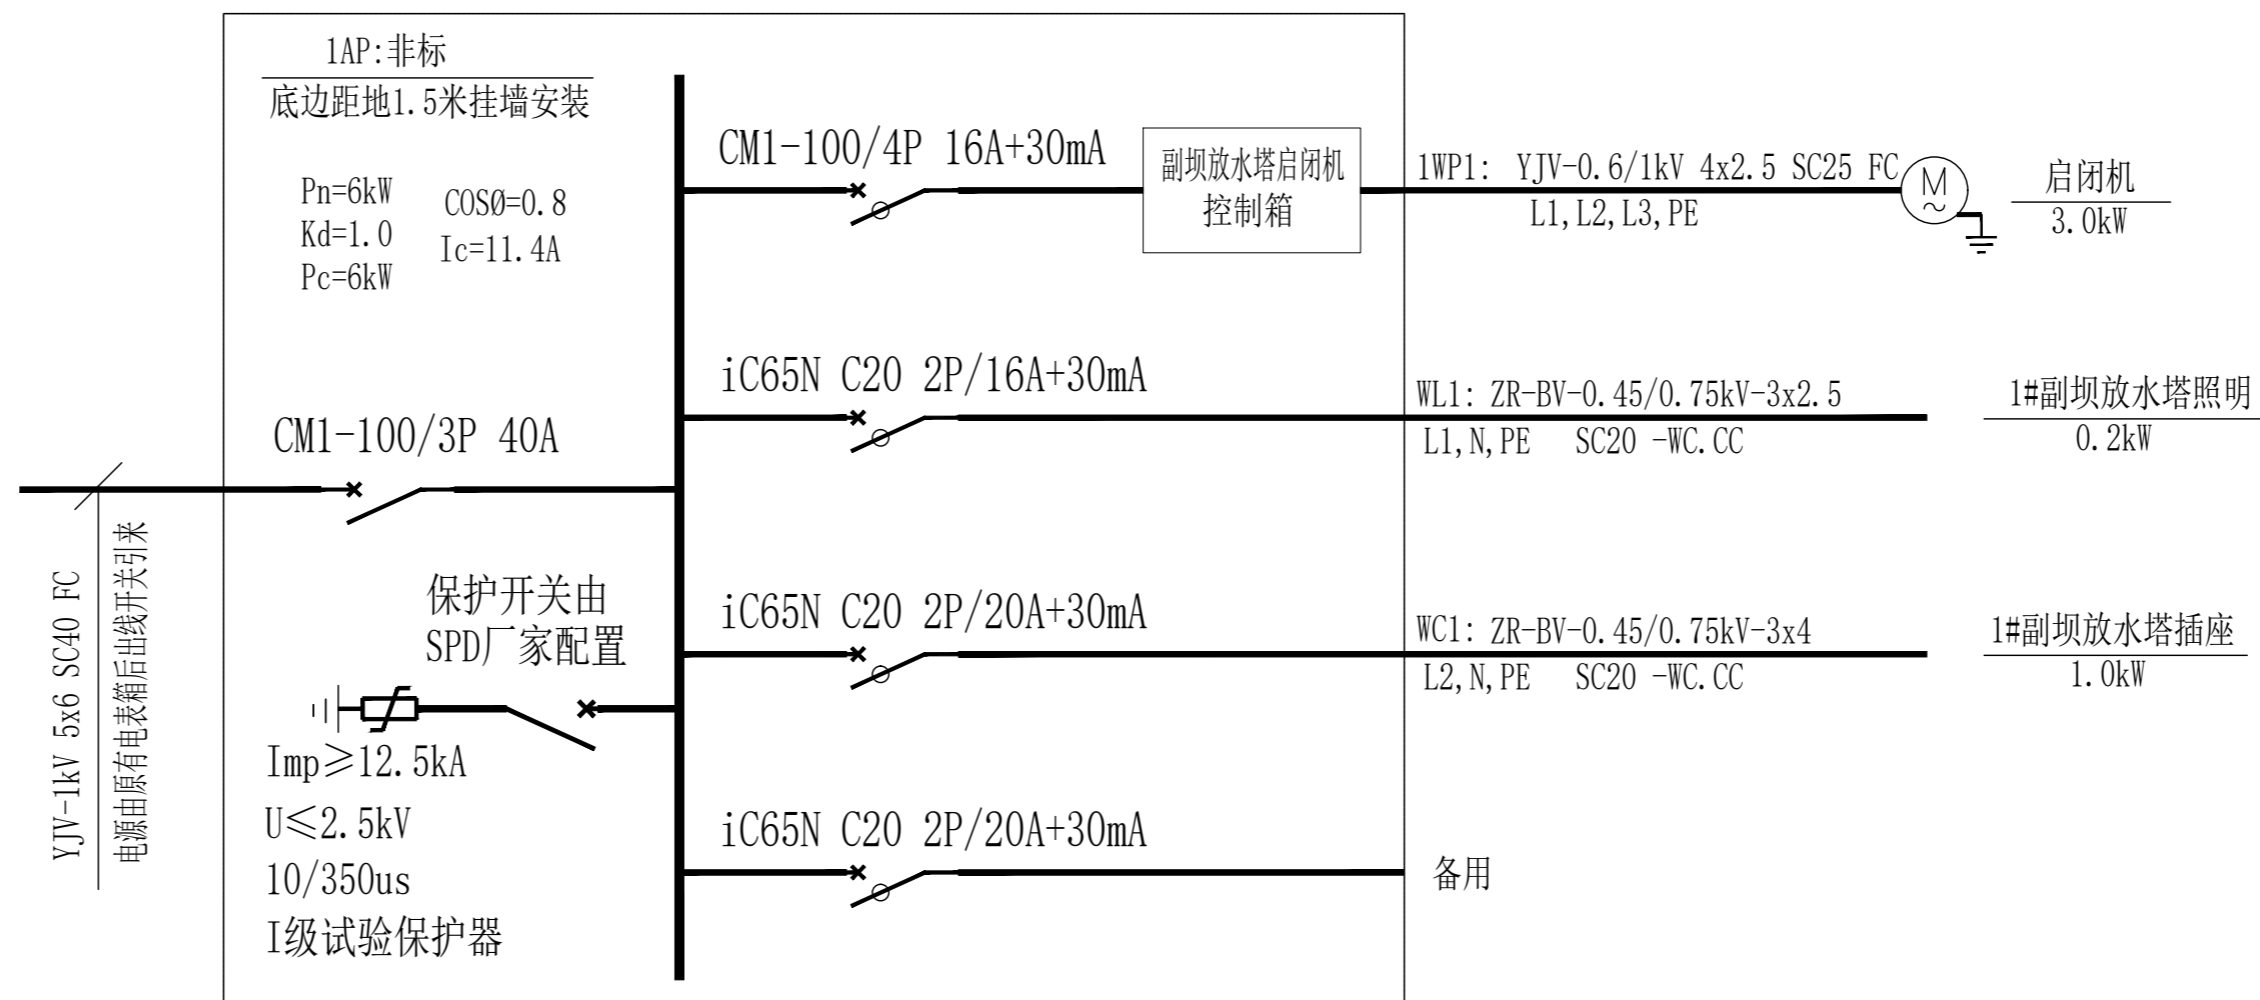 1AP:非标
底边距地1.5米挂墙安装
Pn=6kW
Kd=1.0
Pc=6kW
COSØ=0.8
Ic=11.4A
CM1-100/3P 40A
YJV-1kV 5x6 SC40 FC
电源由原有电表箱后出线开关引来
保护开关由
SPD厂家配置
Imp≥12.5kA
U≤2.5kV
10/350us
I级试验保护器
CM1-100/4P 16A+30mA
副坝放水塔启闭机
控制箱
1WP1: YJV-0.6/1kV 4x2.5 SC25 FC
L1,L2,L3,PE
M
~
启闭机
3.0kW
iC65N C20 2P/16A+30mA
WL1: ZR-BV-0.45/0.75kV-3x2.5
L1,N,PE SC20 -WC.CC
1#副坝放水塔照明
0.2kW
iC65N C20 2P/20A+30mA
WC1: ZR-BV-0.45/0.75kV-3x4
L2,N,PE SC20 -WC.CC
1#副坝放水塔插座
1.0kW
iC65N C20 2P/20A+30mA
备用